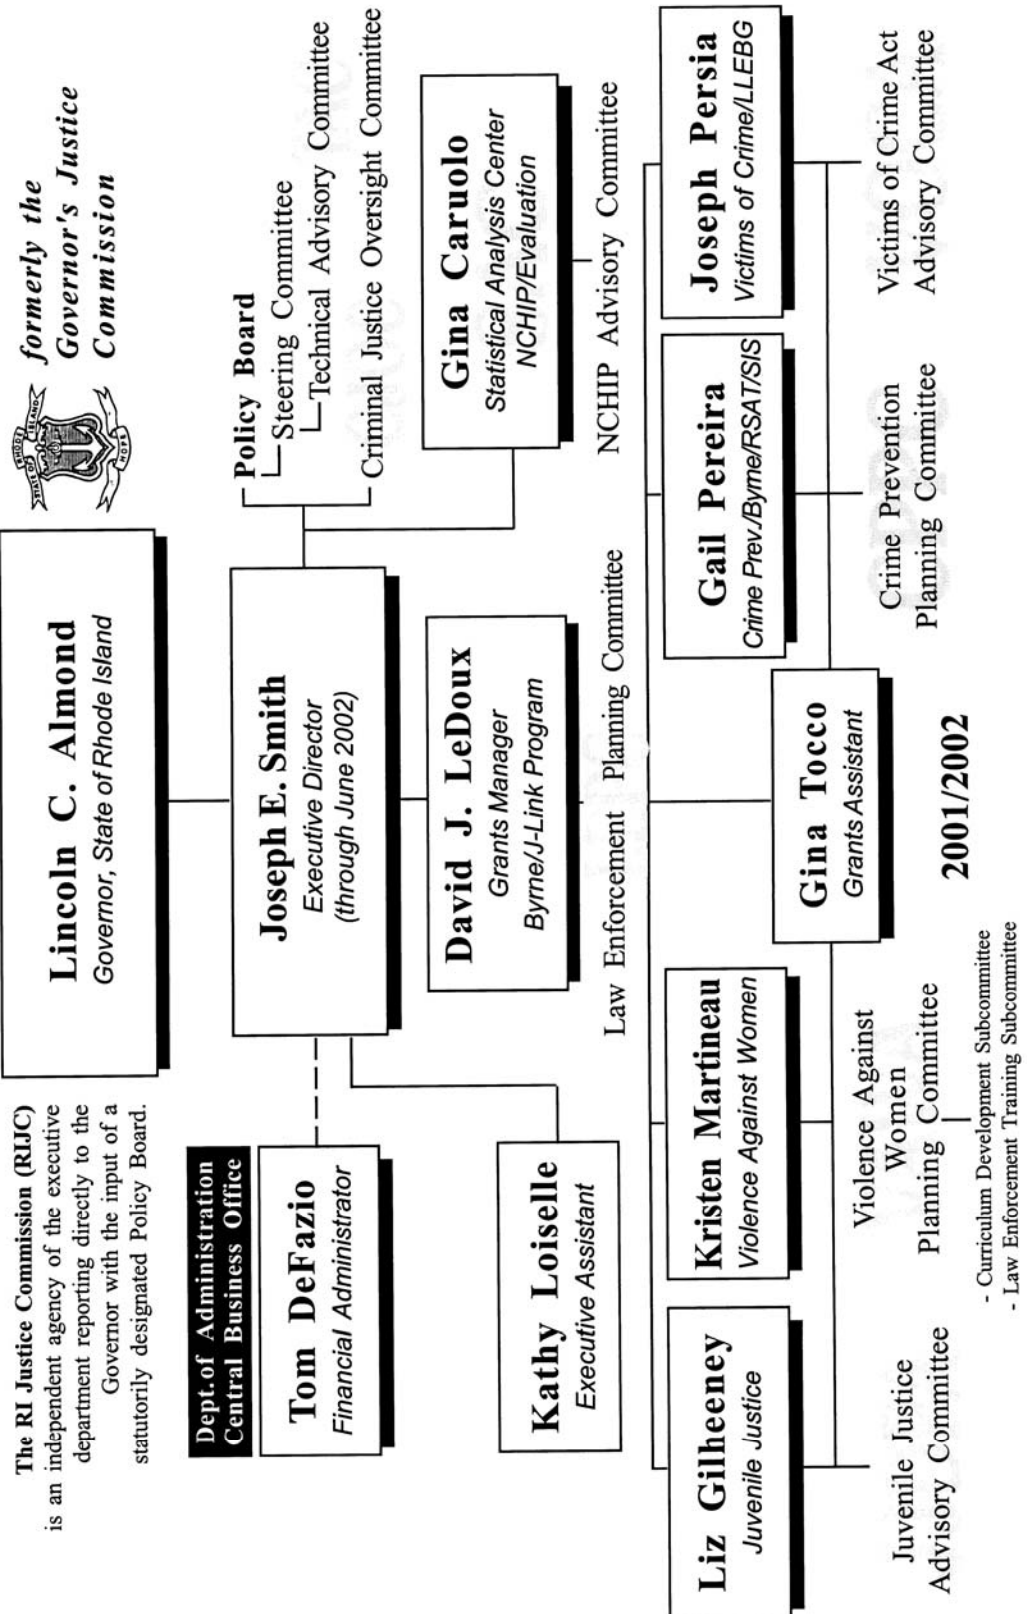 The RI Justice Commission (RIJC)
is an independent agency of the executive
department reporting directly to the
Governor with the input of a
statutorily designated Policy Board.
Lincoln C. Almond
Governor, State of Rhode Island
STATE OF
RHODE
ISLAND
HOPE
formerly the
Governor's Justice
Commission
Dept.of Administration
Central Business Office
Tom DeFazio
Financial Administrator
Joseph E. Smith
Executive Director
(through June 2002)
Policy Board
Steering Committee
Technical Advisory Committee
Criminal Justice Oversight Committee
Kathy Loiselle
Executive Assistant
David J. LeDoux
Grants Manager
Byrne/J-Link Program
Gina Caruolo
Statistical Analysis Center
NCHIP/Evaluation
Law Enforcement Planning Committee
NCHIP Advisory Committee
Liz Gilheeney
Juvenile Justice
Kristen Martineau
Violence Against Women
Gail Pereira
Crime Prev./Byrne/RSAT/SIS
Joseph Persia
Victims of Crime/LLEBG
Gina Tocco
Grants Assistant
Juvenile Justice
Advisory Committee
Violence Against
Women
Planning Committee
- Curriculum Development Subcommittee
- Law Enforcement Training Subcommittee
Crime Prevention
Planning Committee
Victims of Crime Act
Advisory Committee
2001/2002